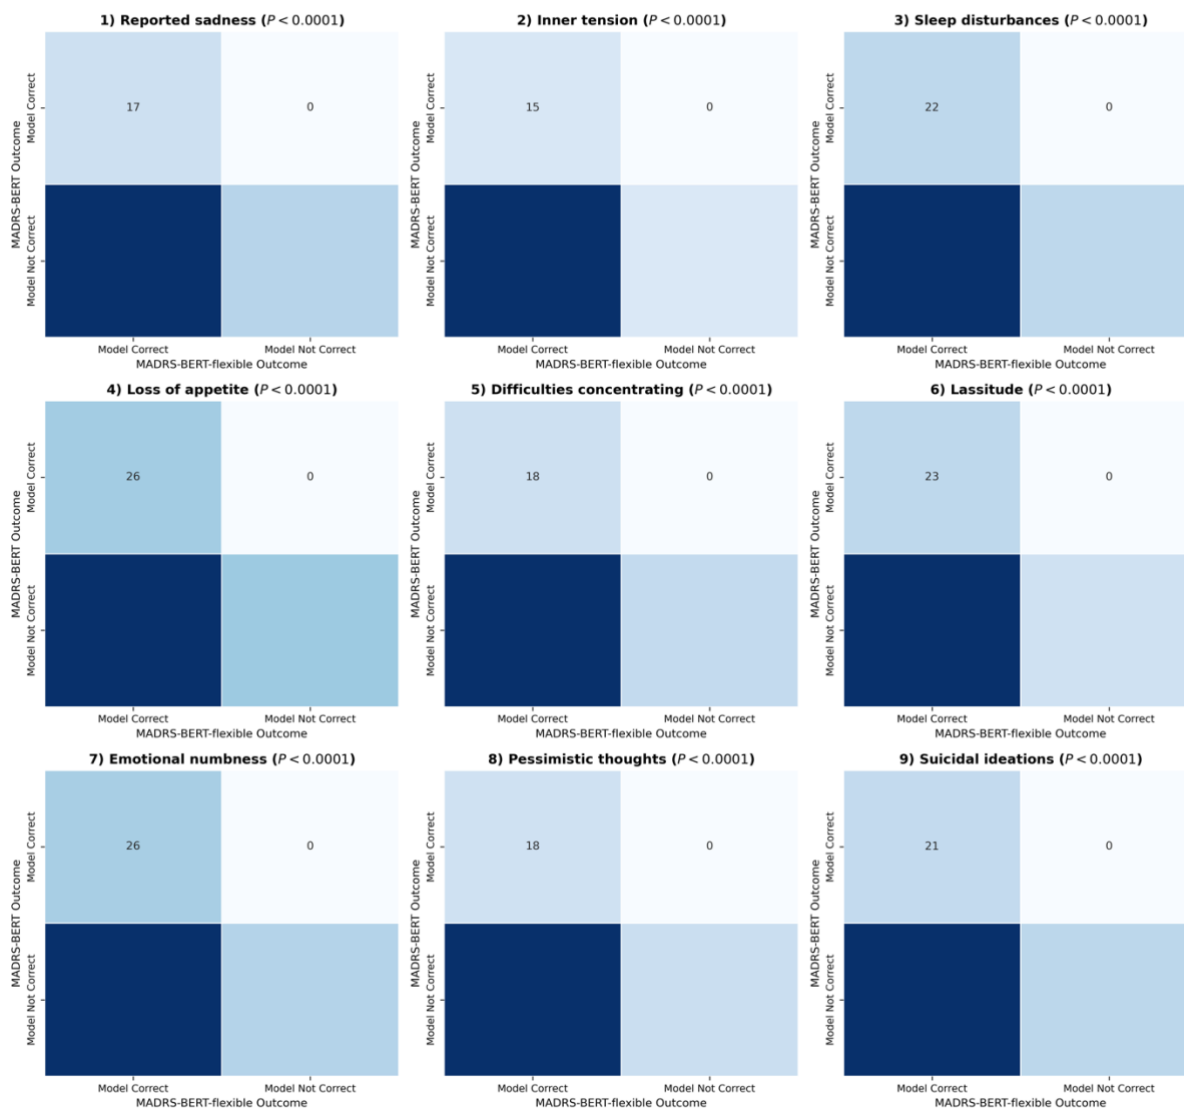 1) Reported sadness (P < 0.0001)
MADRS-BERT Outcome
Model Correct
Model Not Correct
17
0
Model Correct
Model Not Correct
MADRS-BERT-flexible Outcome
2) Inner tension (P < 0.0001)
MADRS-BERT Outcome
Model Correct
Model Not Correct
15
0
Model Correct
Model Not Correct
MADRS-BERT-flexible Outcome
3) Sleep disturbances (P < 0.0001)
MADRS-BERT Outcome
Model Correct
Model Not Correct
22
0
Model Correct
Model Not Correct
MADRS-BERT-flexible Outcome
4) Loss of appetite (P < 0.0001)
MADRS-BERT Outcome
Model Correct
Model Not Correct
26
0
Model Correct
Model Not Correct
MADRS-BERT-flexible Outcome
5) Difficulties concentrating (P < 0.0001)
MADRS-BERT Outcome
Model Correct
Model Not Correct
18
0
Model Correct
Model Not Correct
MADRS-BERT-flexible Outcome
6) Lassitude (P < 0.0001)
MADRS-BERT Outcome
Model Correct
Model Not Correct
23
0
Model Correct
Model Not Correct
MADRS-BERT-flexible Outcome
7) Emotional numbness (P < 0.0001)
MADRS-BERT Outcome
Model Correct
Model Not Correct
26
0
Model Correct
Model Not Correct
MADRS-BERT-flexible Outcome
8) Pessimistic thoughts (P < 0.0001)
MADRS-BERT Outcome
Model Correct
Model Not Correct
18
0
Model Correct
Model Not Correct
MADRS-BERT-flexible Outcome
9) Suicidal ideations (P < 0.0001)
MADRS-BERT Outcome
Model Correct
Model Not Correct
21
0
Model Correct
Model Not Correct
MADRS-BERT-flexible Outcome